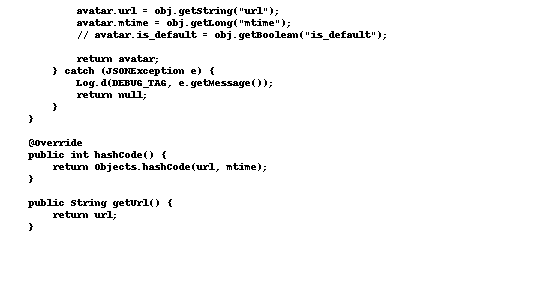 avatar.url = obj.getString("url");
avatar.mtime = obj.getLong("mtime");
// avatar.is_default = obj.getBoolean("is_default");
return avatar;
} catch (JSONException e) {
Log.d(DEBUG_TAG, e.getMessage());
return null;
}
}
@Override
public int hashCode() {
return Objects.hashCode(url, mtime);
}
public String getUrl() {
return url;
}